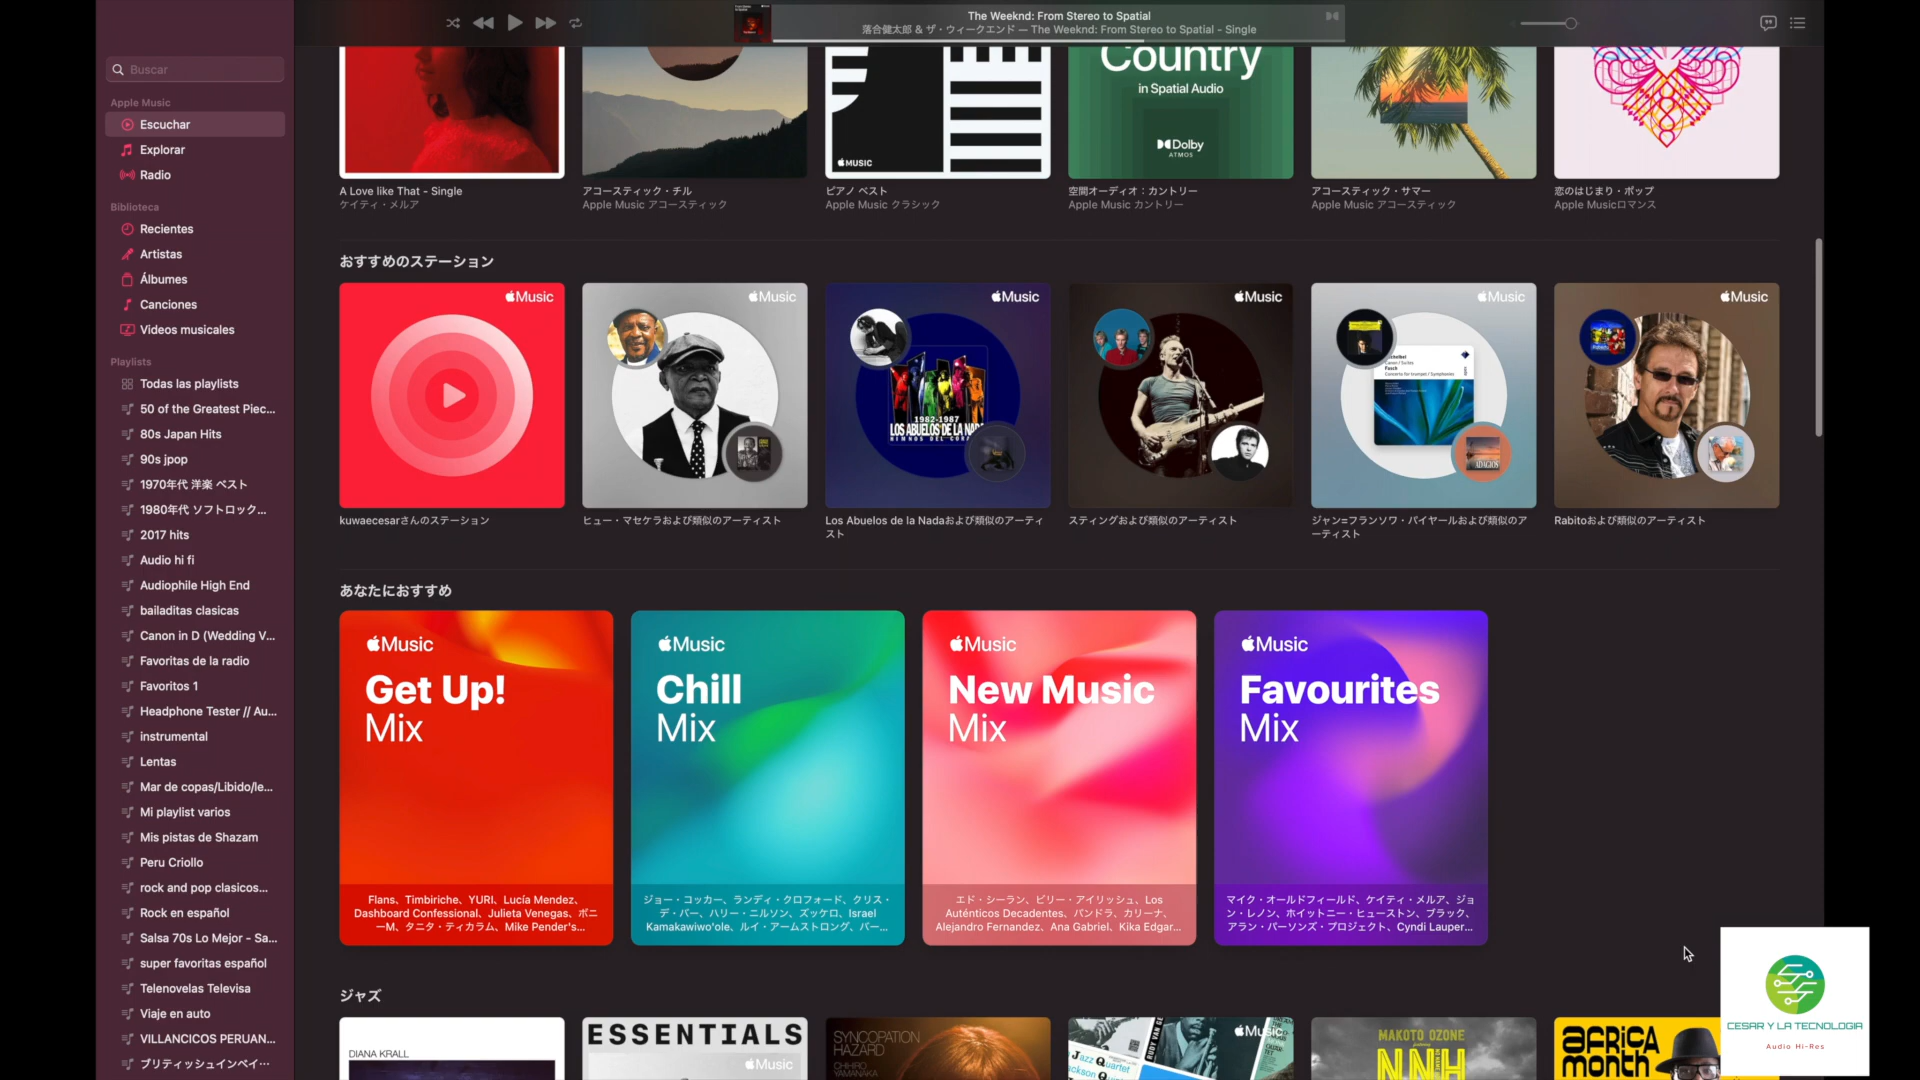 The Weeknd: From Stereo to Spatial
落合健太郎 & ザ・ウィークエンド — The Weeknd: From Stereo to Spatial - Single
Buscar
Apple Music
Escuchar
Explorar
Radio
Biblioteca
Recientes
Artistas
Álbumes
Canciones
Videos musicales
Playlists
Todas las playlists
50 of the Greatest Piec...
80s Japan Hits
90s jpop
1970年代 洋楽 ベスト
1980年代 ソフトロック...
2017 hits
Audio hi fi
Audiophile High End
bailaditas clasicas
Canon in D (Wedding V...
Favoritas de la radio
Favoritos 1
Headphone Tester // Au...
instrumental
Lentas
Mar de copas/Libido/le...
Mi playlist varios
Mis pistas de Shazam
Peru Criollo
rock and pop clasicos...
Rock en español
Salsa 70s Lo Mejor - Sa...
super favoritas español
Telenovelas Televisa
Viaje en auto
VILLANCICOS PERUAN...
ブリティッシュインベイ...
MUSIC
Country
in Spatial Audio
Dolby
ATMOS
A Love like That - Single
ケイティ・メルア
アコースティック・チル
Apple Music アコースティック
ピアノ ベスト
Apple Music クラシック
空間オーディオ：カントリー
Apple Music カントリー
アコースティック・サマー
Apple Music アコースティック
恋のはじまり・ポップ
Apple Musicロマンス
おすすめのステーション
Music
Music
Music
Music
Music
Music
1982-1987
LOS ABUELOS DE LA NADA
HIMNOS DEL CORAZ
Fasch
ADAGIOS
kuwaecesarさんのステーション
ヒュー・マセケラおよび類似のアーティスト
Los Abuelos de la Nadaおよび類似のアーティ
スト
スティングおよび類似のアーティスト
ジャン=フランソワ・パイヤールおよび類似のア
ーティスト
Rabitoおよび類似のアーティスト
あなたにおすすめ
Music
Get Up!
Mix
Flans、Timbiriche、YURI、Lucía Mendez、
Dashboard Confessional、Julieta Venegas、ボニ
ーM、タニタ・ティカラム、Mike Pender's...
Music
Chill
Mix
ジョー・コッカー、ランディ・クロフォード、クリス・
デ・バー、ハリー・ニルソン、ズッケロ、Israel
Kamakawiwo'ole、ルイ・アームストロング、バー...
Music
New Music
Mix
エド・シーラン、ビリー・アイリッシュ、Los
Auténticos Decadentes、パンドラ、カリーナ、
Alejandro Fernandez、Ana Gabriel、Kika Edgar...
Music
Favourites
Mix
マイク・オールドフィールド、ケイティ・メルア、ジョ
ン・レノン、ホイットニー・ヒューストン、ブラック、
アラン・パーソンズ・プロジェクト、Cyndi Lauper...
ジャズ
DIANA KRALL
ESSENTIALS
Music
SYNCOPATION
HAZARD
CHIHIRO
YAMANAKA
RUDY VAN GE
Music
Jazz Quartet
ckson Qui
MAKOTO OZONE
NNH
AFRICA
month
CESAR Y LA TECNOLOGIA
Audio Hi-Res